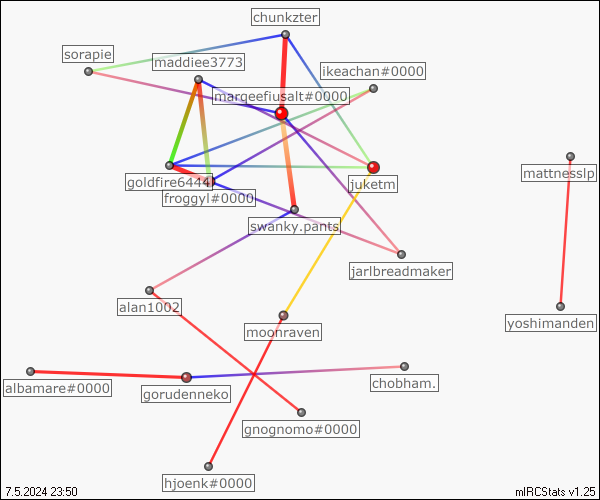 chunkzter
sorapie
maddiee3773
ikeachan#0000
margeefiusalt#0000
mattnesslp
goldfire6444
juketm
froggyl#0000
swanky.pants
jarlbreadmaker
alan1002
yoshimanden
moonraven
albamare#0000
gorudenneko
chobham.
gnognomo#0000
hjoenk#0000
7.5.2024 23:50
mIRCStats v1.25